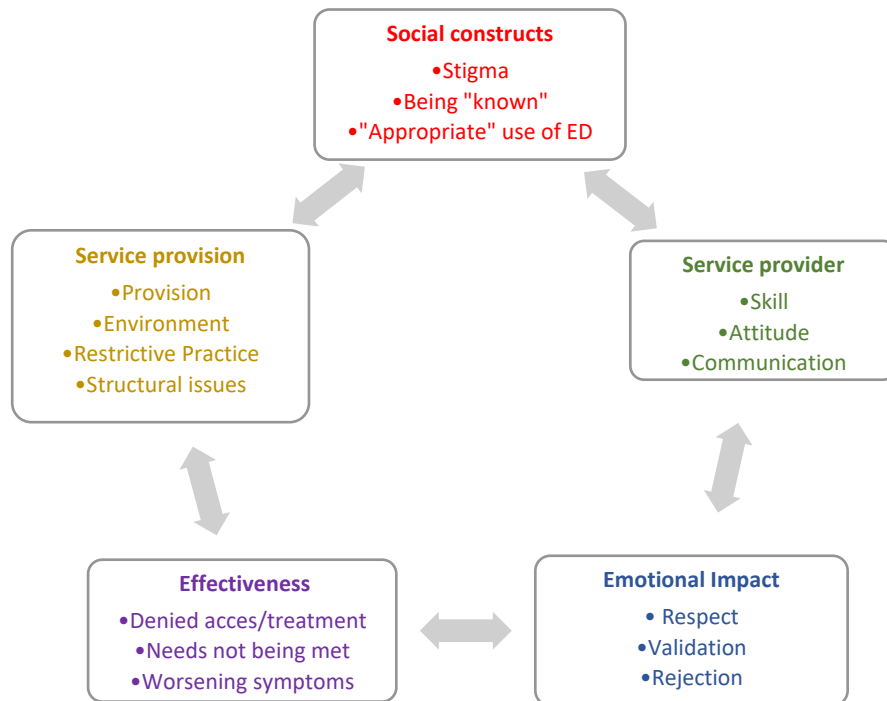 Social constructs
•Stigma
•Being "known"
•"Appropriate" use of ED
Service provision
•Provision
•Environment
•Restrictive Practice
•Structural issues
Service provider
•Skill
•Attitude
•Communication
Effectiveness
•Denied acces/treatment
•Needs not being met
•Worsening symptoms
Emotional Impact
• Respect
•Validation
•Rejection